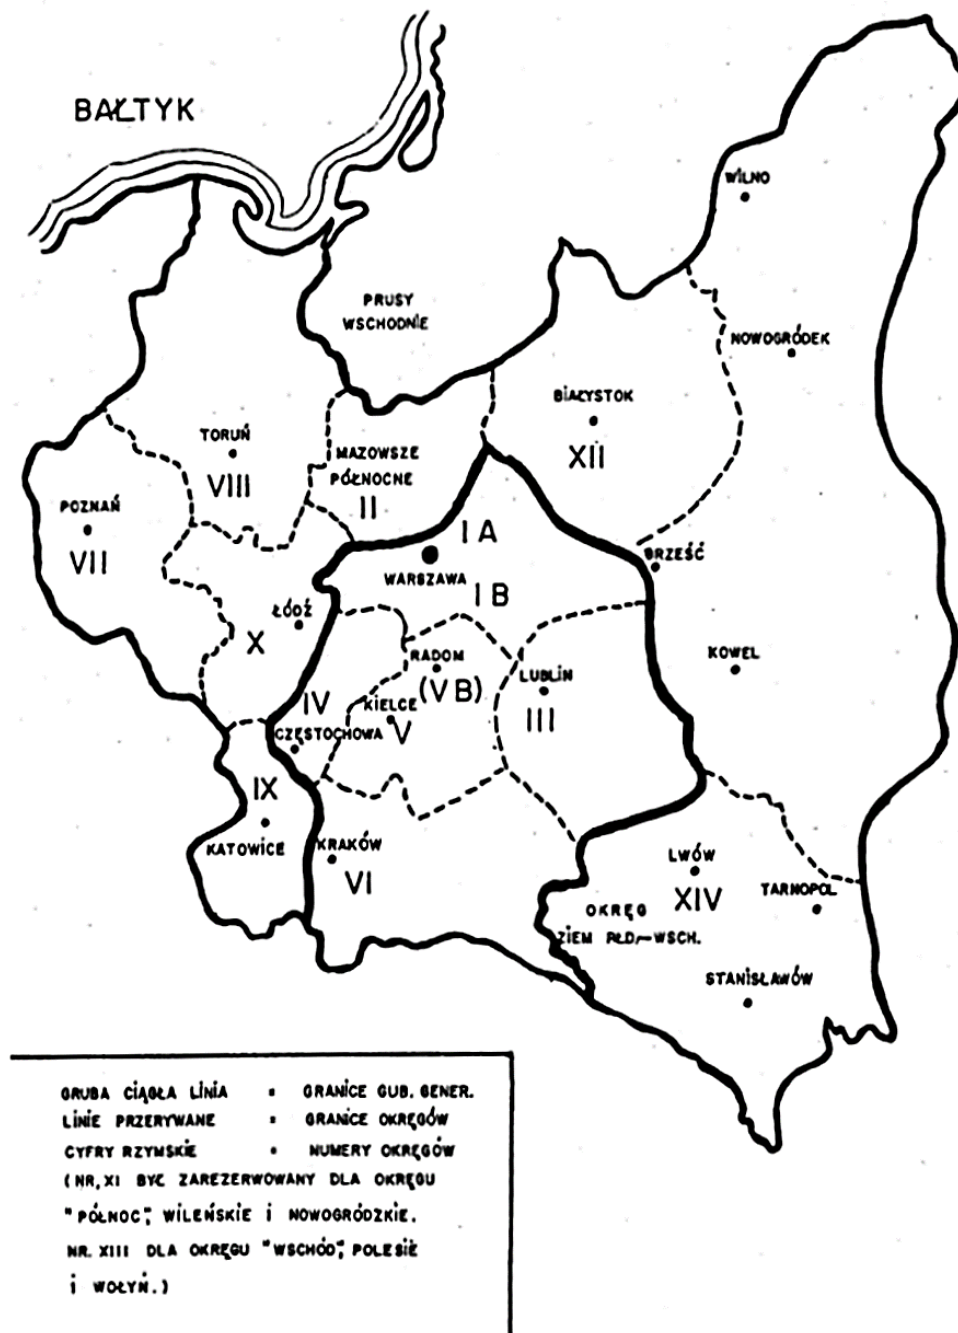 BAŁTYK
WILNO
PRUSY
WSCHODNIE
NOWOGRÓDEK
BIAŁYSTOK
XII
TORUŃ
VIII
MAZOWSZE
PÓŁNOCNE
II
POZNAŃ
VII
I A
WARSZAWA
I B
BRZEŚĆ
ŁÓDŹ
X
RADOM
(VB)
LUBLIN
III
KOWEL
IV
KIELCE
V
CZĘSTOCHOWA
IX
KATOWICE
KRAKÓW
VI
LWÓW
XIV
TARNOPOL
OKRĘG
ZIEM PŁD.-WSCH.
STANISŁAWÓW
GRUBA CIĄGŁA LINIA = GRANICE GUB. GENER.
LINIE PRZERYWANE = GRANICE OKRĘGÓW
CYFRY RZYMSKIE = NUMERY OKRĘGÓW
(NR, XI BYĆ ZAREZERWOWANY DLA OKRĘGU
"PÓŁNOC", WILEŃSKIE i NOWOGRÓDZKIE.
NR. XIII DLA OKRĘGU "WSCHÓD", POLESIE
i WOŁYŃ.)